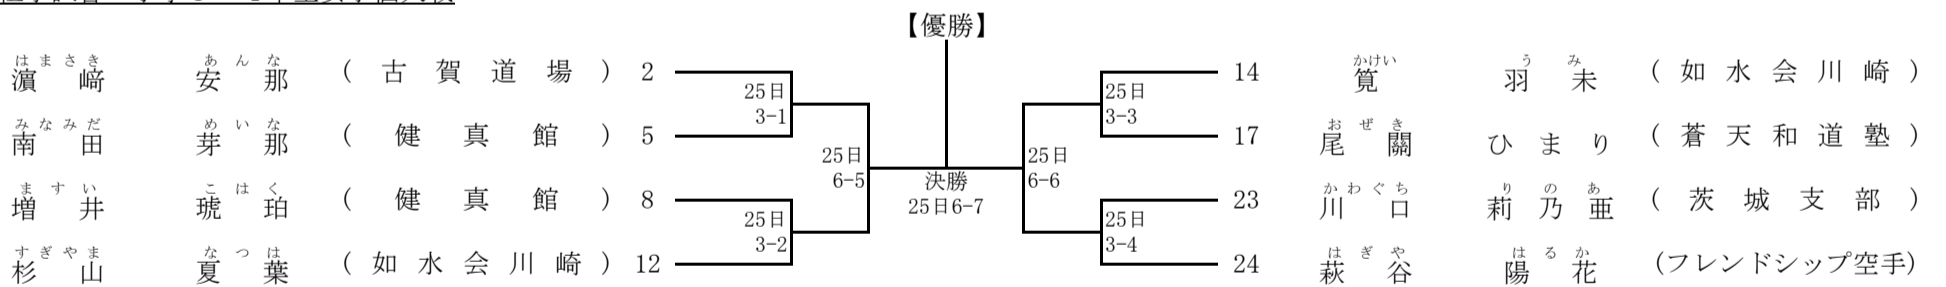 【優勝】
はまさき あんな
濵﨑 安那 (古賀道場) 2
25日
3-1
みなみだ めいな
南田 芽那 (健真館) 5
25日
6-5
ますい こはく
増井 琥珀 (健真館) 8
25日
3-2
すぎやま なつは
杉山 夏葉 (如水会川崎) 12
決勝
25日6-7
かけい うみ
14 筧 羽未 (如水会川崎)
25日
3-3
おぜき
17 尾關 ひまり (蒼天和道塾)
25日
6-6
かわぐち りのあ
23 川口 莉乃亜 (茨城支部)
25日
3-4
はぎや はるか
24 萩谷 陽花 (フレンドシップ空手)